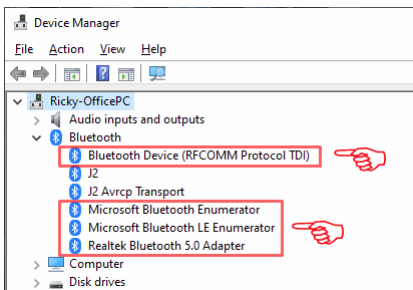 Device Manager
File Action View Help
Ricky-OfficePC
Audio inputs and outputs
Bluetooth
Bluetooth Device (RFCOMM Protocol TDI)
J2
J2 Avrcp Transport
Microsoft Bluetooth Enumerator
Microsoft Bluetooth LE Enumerator
Realtek Bluetooth 5.0 Adapter
Computer
Disk drives